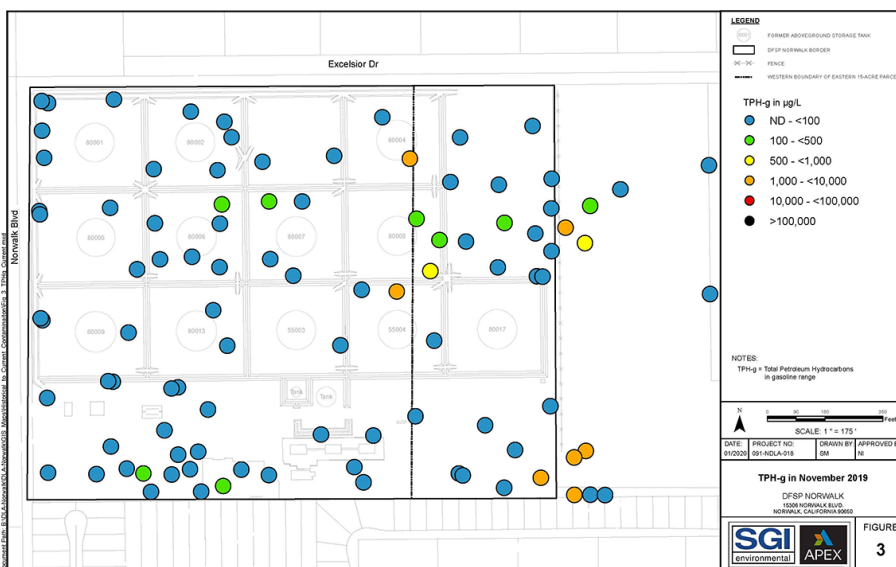 Excelsior Dr
Norwalk Blvd
80001
80002
80004
80005
80006
80007
80008
80009
80013
55003
55004
80017
Tank
Tank
LEGEND
FORMER ABOVEGROUND STORAGE TANK
DFSP NORWALK BORDER
FENCE
WESTERN BOUNDARY OF EASTERN 15-ACRE PARCE
TPH-g in µg/L
ND - <100
100 - <500
500 - <1,000
1,000 - <10,000
10,000 - <100,000
>100,000
NOTES:
TPH-g = Total Petroleum Hydrocarbons
in gasoline range
N
0 90 180 360
Feet
SCALE: 1 " = 175 '
DATE: PROJECT NO: DRAWN BY APPROVED B
01/2020 091-NDLA-018 SM NI
TPH-g in November 2019
DFSP NORWALK
15306 NORWALK BLVD.
NORWALK, CALIFORNIA 90650
SGI
environmental
APEX
FIGURE
3